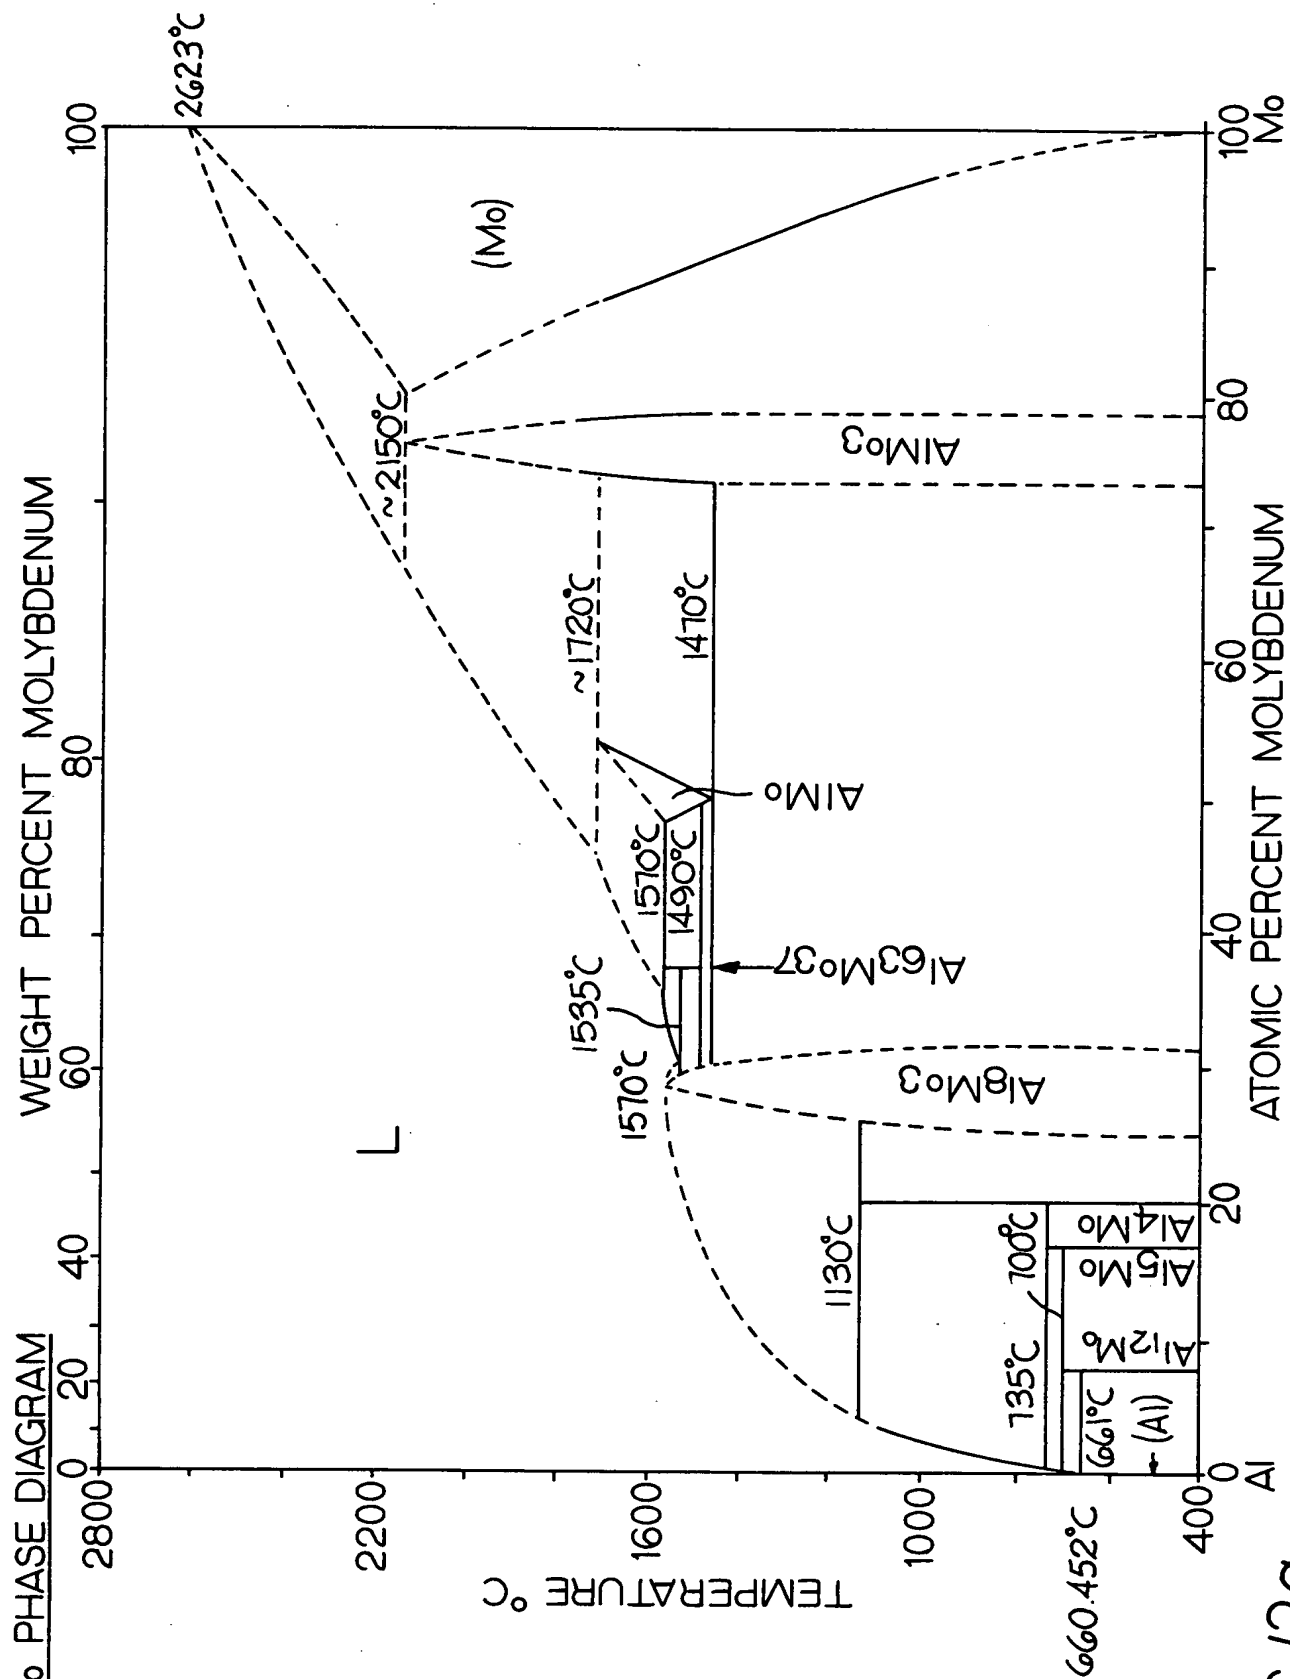 PHASE DIAGRAM
WEIGHT PERCENT MOLYBDENUM
0 20 40 60 80 100
2623°C
2800
2200
1600
1000
400
TEMPERATURE °C
L
(Mo)
~2150°C
~1720°C
1570°C
1570°C
1535°C
1490°C
1470°C
1130°C
735°C
700°C
661°C
660.452°C
(Al)
Al12Mo
Al5Mo
Al4Mo
Al8Mo3
Al63Mo37
AlMo
AlMo3
0 20 40 60 80 100
Al
Mo
ATOMIC PERCENT MOLYBDENUM